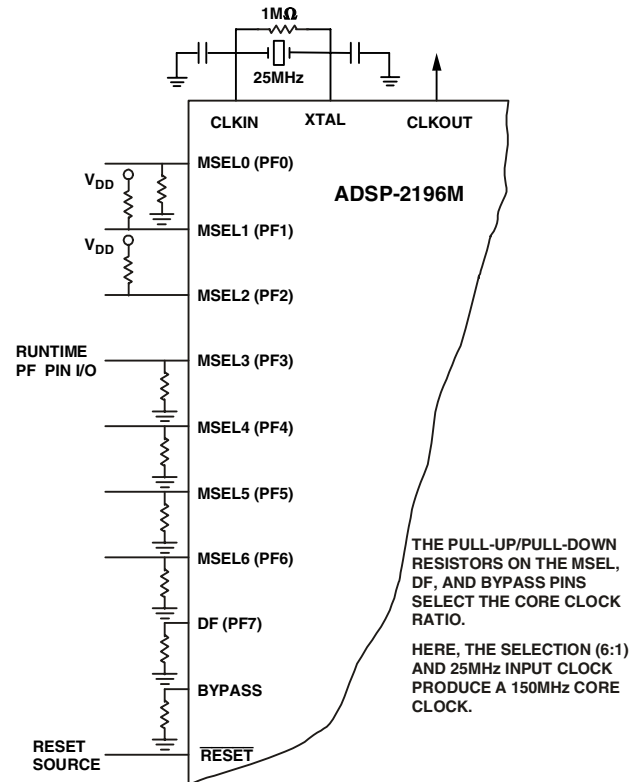 1MΩ
25MHz
CLKIN
XTAL
CLKOUT
MSEL0 (PF0)
VDD
ADSP-2196M
MSEL1 (PF1)
VDD
MSEL2 (PF2)
RUNTIME
PF PIN I/O
MSEL3 (PF3)
MSEL4 (PF4)
MSEL5 (PF5)
MSEL6 (PF6)
DF (PF7)
BYPASS
RESET
SOURCE
RESET
THE PULL-UP/PULL-DOWN
RESISTORS ON THE MSEL,
DF, AND BYPASS PINS
SELECT THE CORE CLOCK
RATIO.
HERE, THE SELECTION (6:1)
AND 25MHz INPUT CLOCK
PRODUCE A 150MHz CORE
CLOCK.